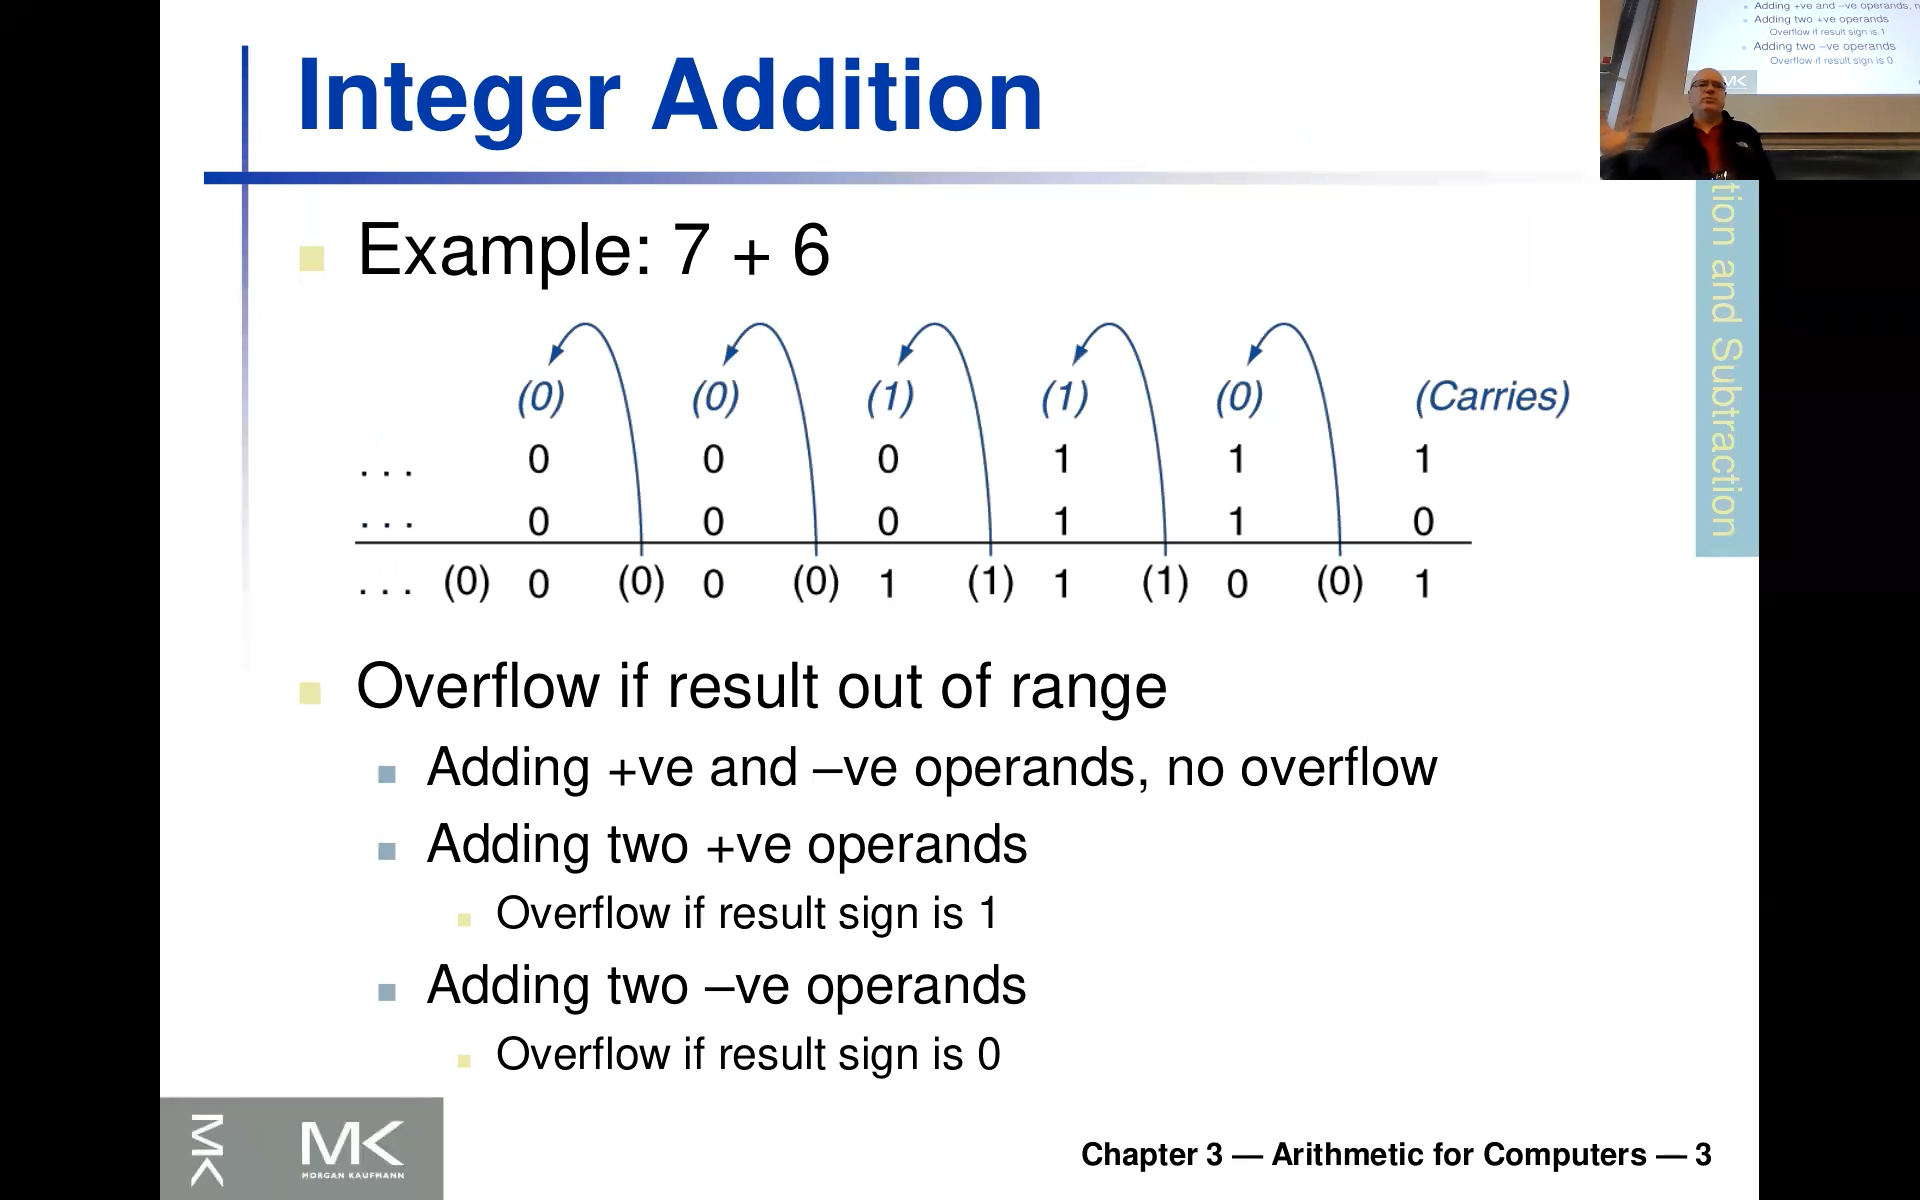 Integer Addition
Example: 7 + 6
(0) (0) (1) (1) (0) (Carries)
. . . 0 0 0 1 1 1
. . . 0 0 0 1 1 0
. . . (0) 0 (0) 0 (0) 1 (1) 1 (1) 0 (0) 1
Overflow if result out of range
Adding +ve and –ve operands, no overflow
Adding two +ve operands
Overflow if result sign is 1
Adding two –ve operands
Overflow if result sign is 0
MK
MK
MORGAN KAUFMANN
Chapter 3 — Arithmetic for Computers — 3
and Subtraction
Adding +ve and –ve operands,
Adding two +ve operands
Overflow if result sign is 1
Adding two –ve operands
Overflow if result sign is 0
MK